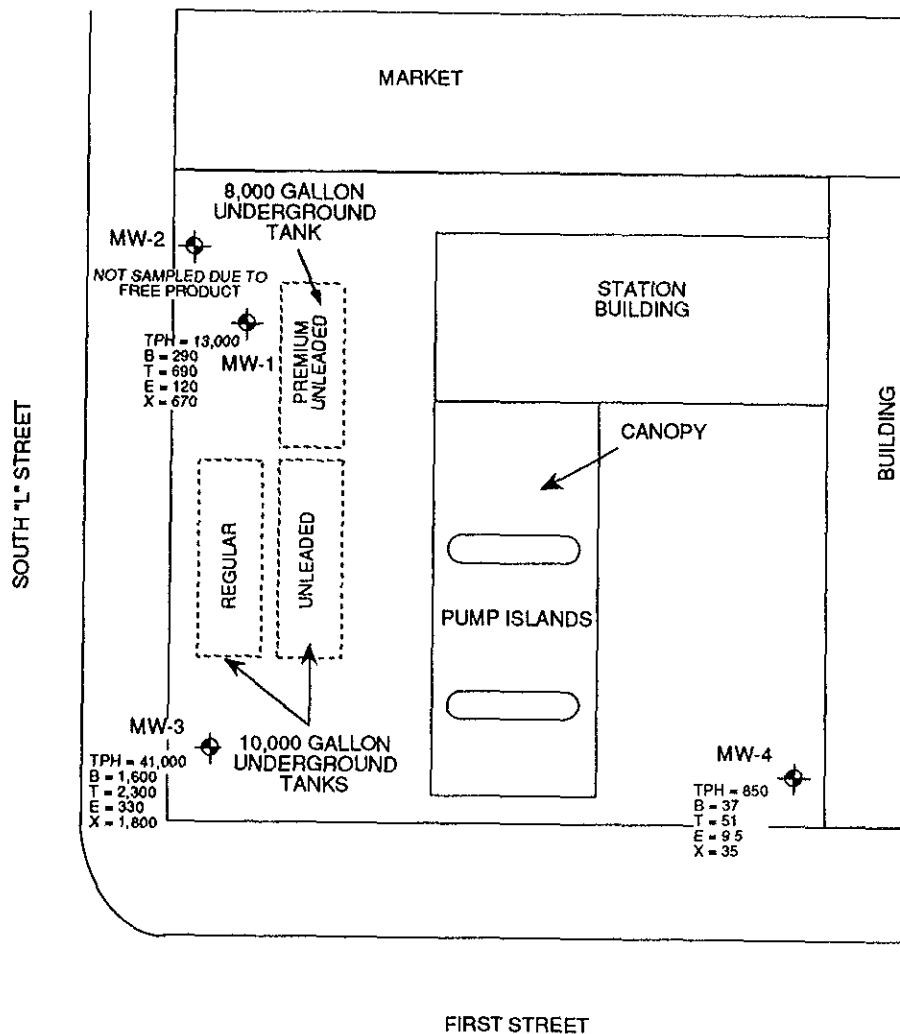 MARKET
8,000 GALLON
UNDERGROUND
TANK
MW-2
NOT SAMPLED DUE TO
FREE PRODUCT
STATION
BUILDING
PREMIUM
UNLEADED
TPH = 13,000
B = 290
T = 690
E = 120
X = 670
MW-1
CANOPY
BUILDING
SOUTH "L" STREET
REGULAR
UNLEADED
PUMP ISLANDS
MW-3
TPH = 41,000
B = 1,600
T = 2,300
E = 330
X = 1,800
10,000 GALLON
UNDERGROUND
TANKS
MW-4
TPH = 850
B = 37
T = 51
E = 9 5
X = 35
FIRST STREET